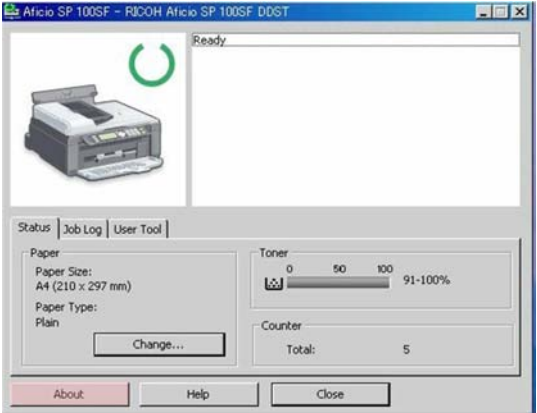 Aficio SP 100SF - RICOH Aficio SP 100SF DDST
Ready
Status Job Log User Tool
Paper
Paper Size:
A4 (210 x 297 mm)
Paper Type:
Plain
Change...
Toner
0 50 100
91-100%
Counter
Total: 5
About Help Close